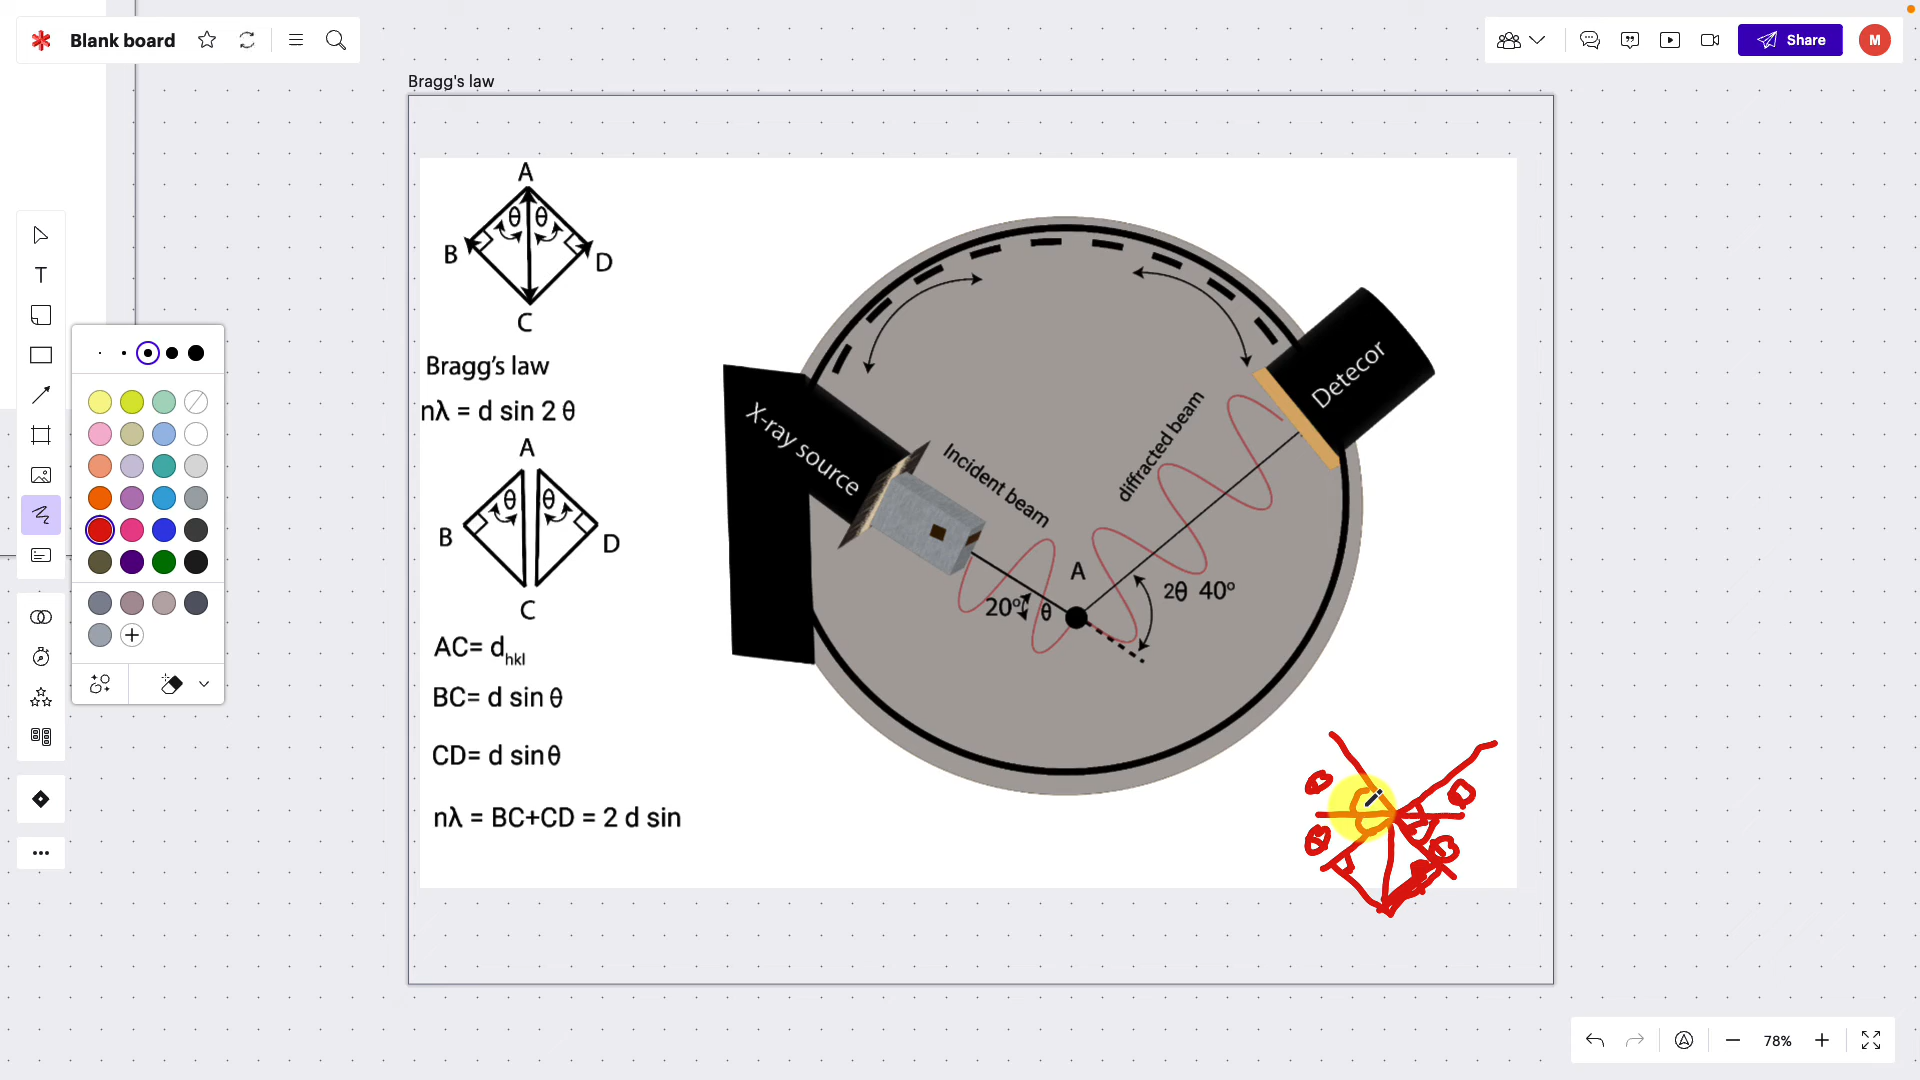 Blank board
Share
M
Bragg's law
A
θ θ
B
D
C
Bragg's law
nλ = d sin 2 θ
A
θ θ
B
D
C
AC= dhkl
BC= d sin θ
CD= d sinθ
nλ = BC+CD = 2 d sin
X-ray source
Incident beam
diffracted beam
Detecor
A
20° θ
2θ 40°
T
78%